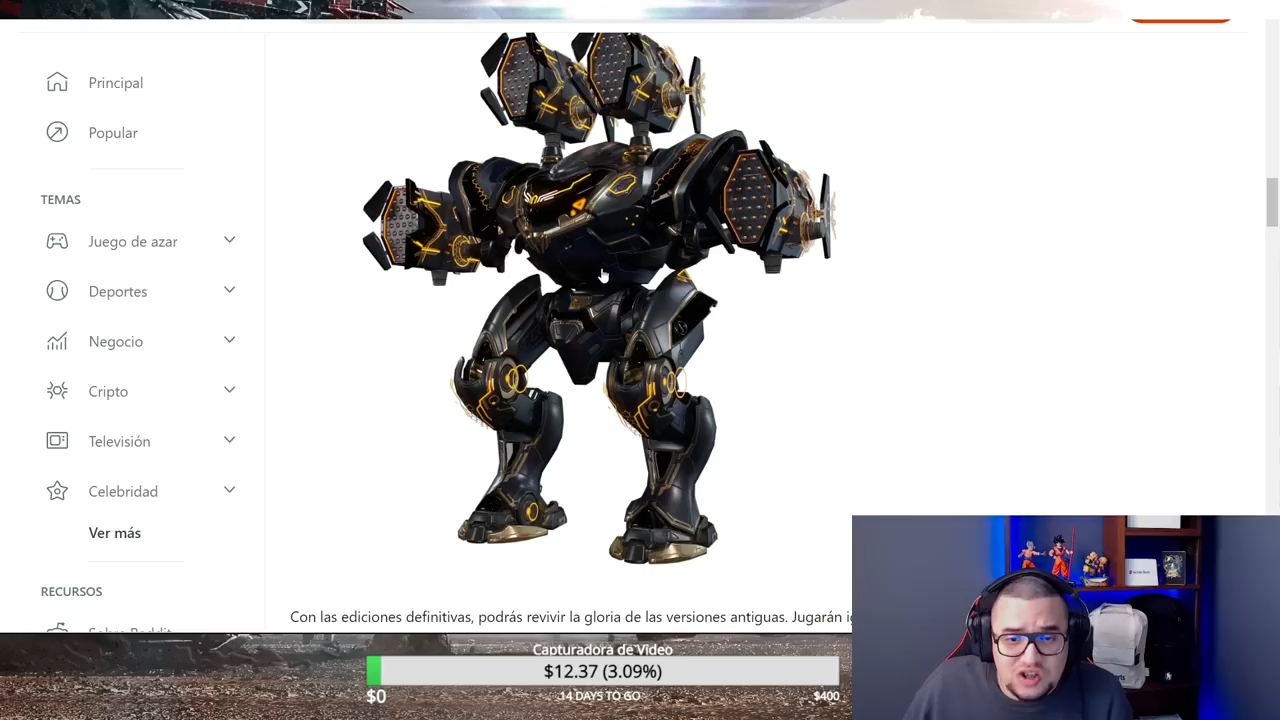 Principal
Popular
TEMAS
Juego de azar
Deportes
Negocio
Cripto
Televisión
Celebridad
Ver más
RECURSOS
Sobre Reddit
Con las ediciones definitivas, podrás revivir la gloria de las versiones antiguas. Jugarán
Capturadora de Video
$12.37 (3.09%)
$0
14 DAYS TO GO
$400